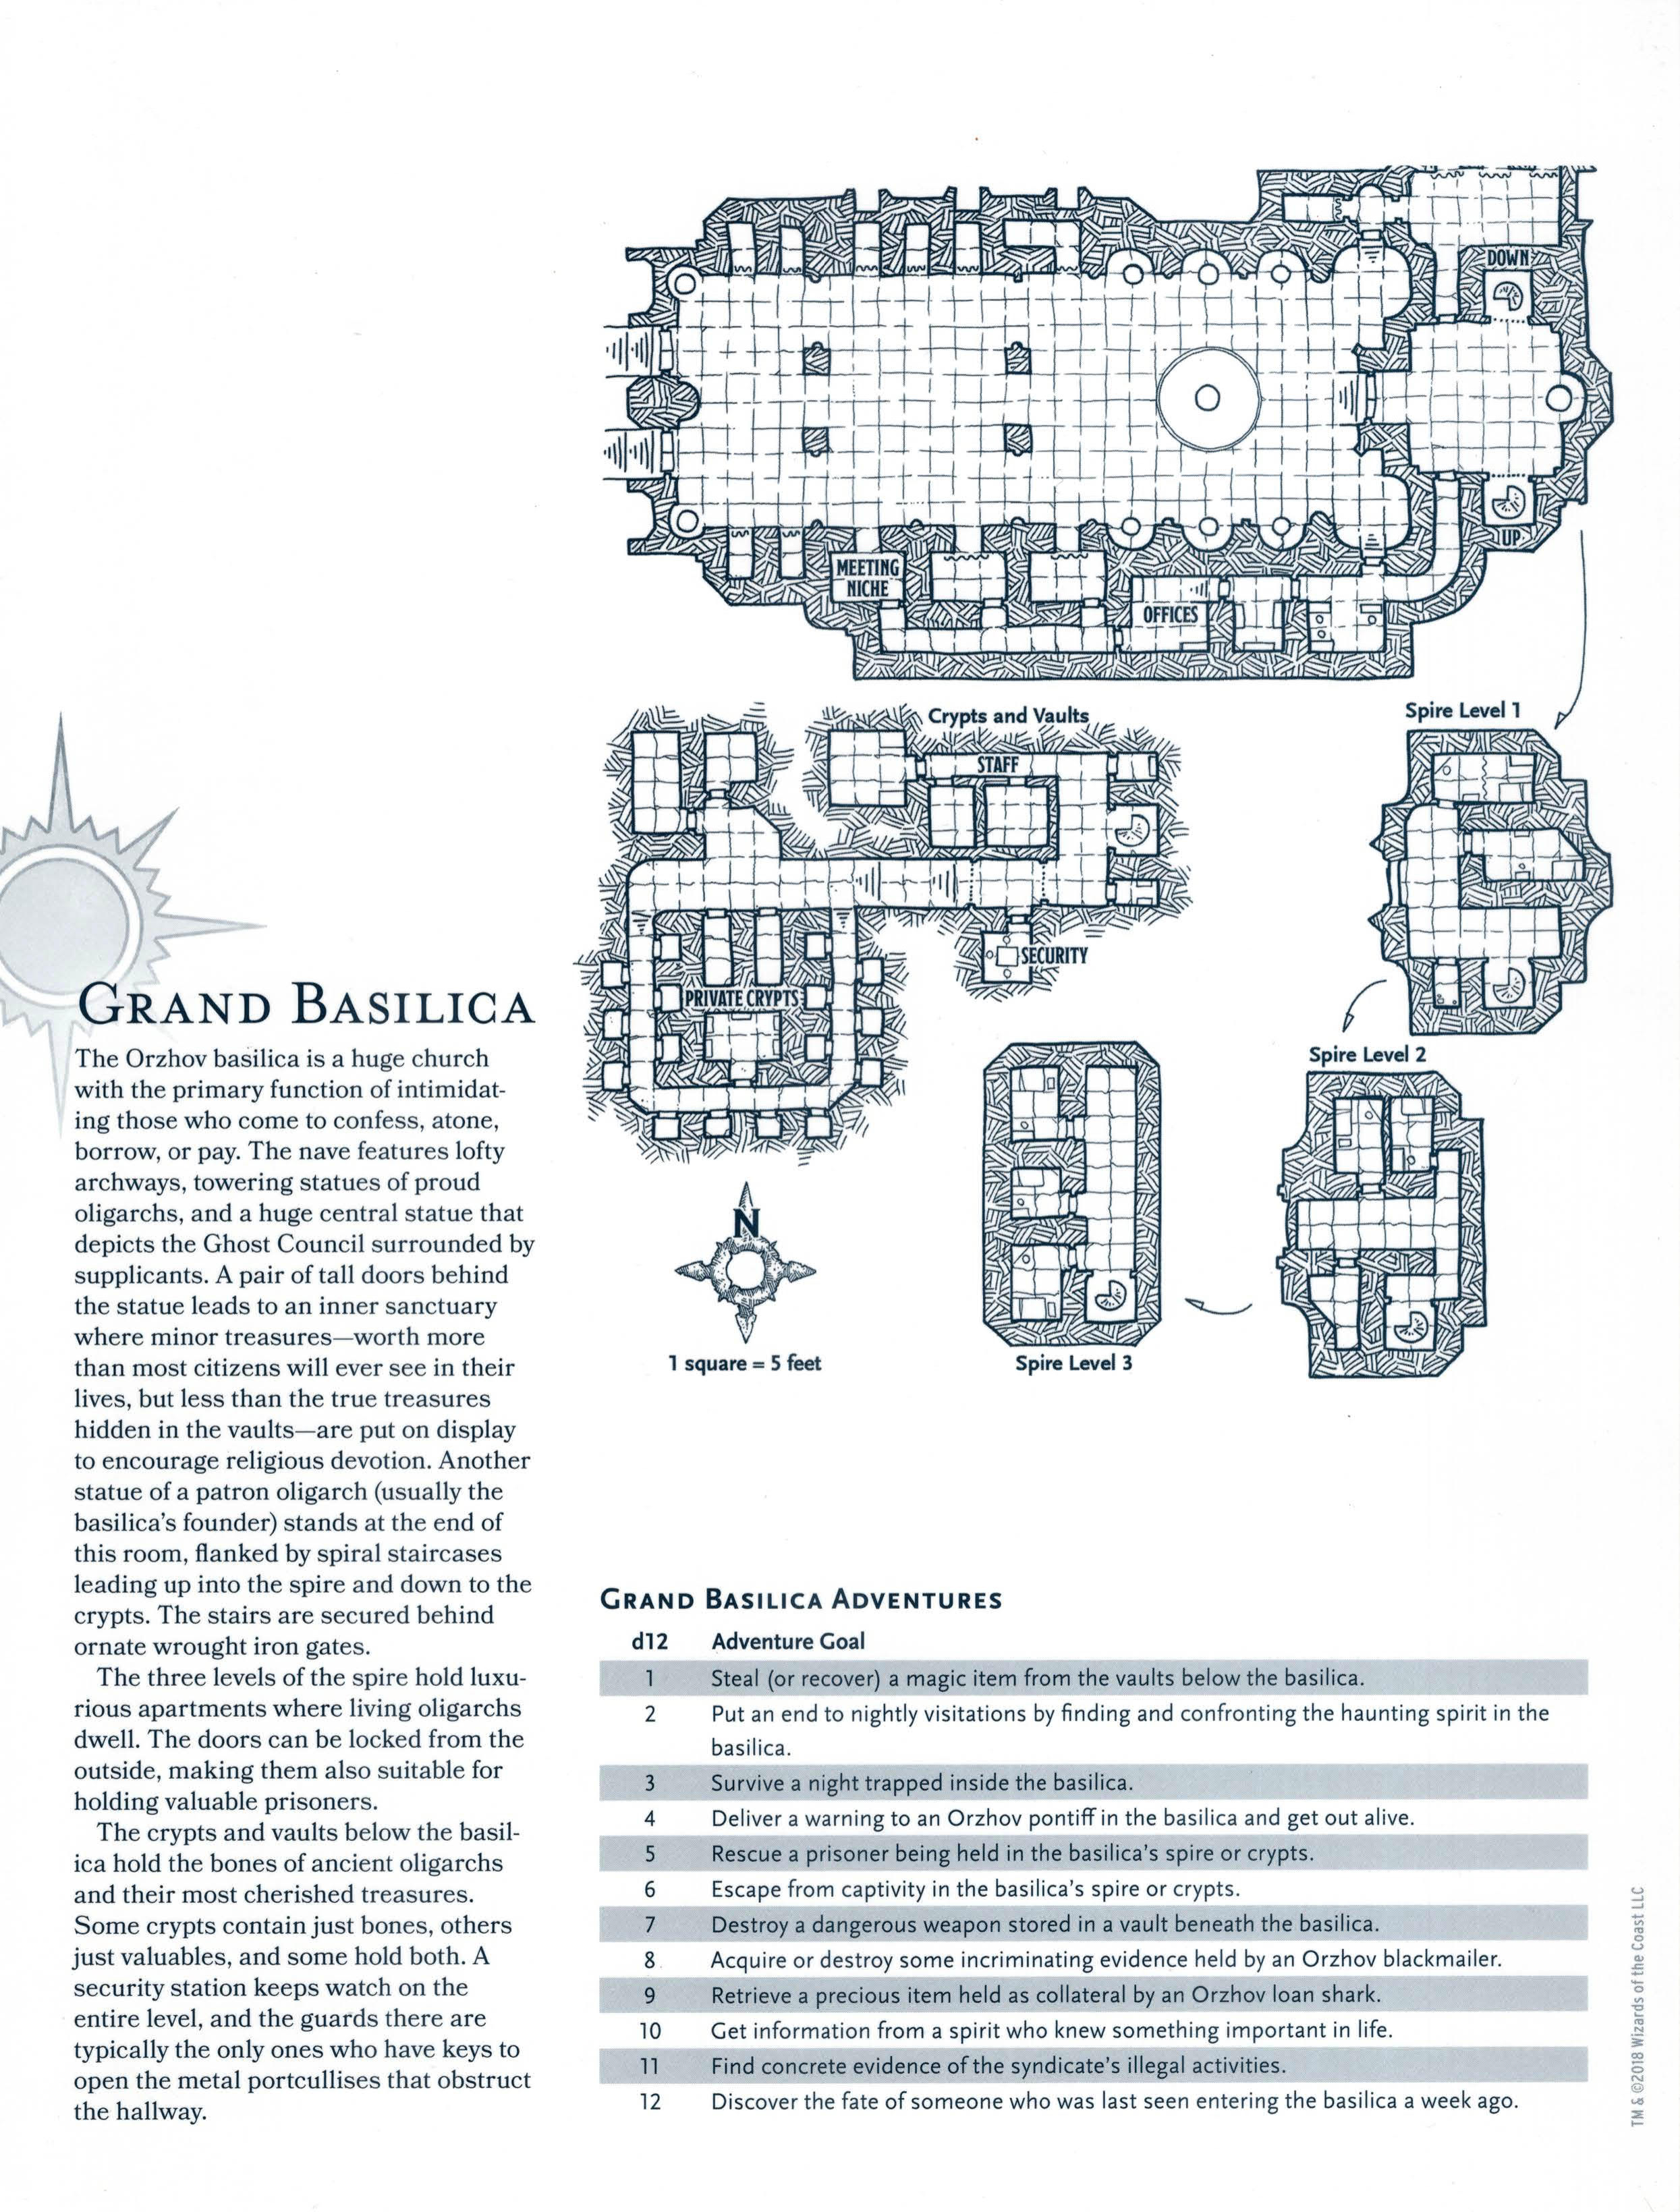 DOWN
UP
MEETING
NICHE
OFFICES
Crypts and Vaults
STAFF
SECURITY
PRIVATE CRYPTS
Spire Level 1
Spire Level 2
Spire Level 3
N
1 square = 5 feet
GRAND BASILICA
The Orzhov basilica is a huge church
with the primary function of intimidat-
ing those who come to confess, atone,
borrow, or pay. The nave features lofty
archways, towering statues of proud
oligarchs, and a huge central statue that
depicts the Ghost Council surrounded by
supplicants. A pair of tall doors behind
the statue leads to an inner sanctuary
where minor treasures—worth more
than most citizens will ever see in their
lives, but less than the true treasures
hidden in the vaults—are put on display
to encourage religious devotion. Another
statue of a patron oligarch (usually the
basilica's founder) stands at the end of
this room, flanked by spiral staircases
leading up into the spire and down to the
crypts. The stairs are secured behind
ornate wrought iron gates.
The three levels of the spire hold luxu-
rious apartments where living oligarchs
dwell. The doors can be locked from the
outside, making them also suitable for
holding valuable prisoners.
The crypts and vaults below the basil-
ica hold the bones of ancient oligarchs
and their most cherished treasures.
Some crypts contain just bones, others
just valuables, and some hold both. A
security station keeps watch on the
entire level, and the guards there are
typically the only ones who have keys to
open the metal portcullises that obstruct
the hallway.
GRAND BASILICA ADVENTURES
d12 Adventure Goal
1 Steal (or recover) a magic item from the vaults below the basilica.
2 Put an end to nightly visitations by finding and confronting the haunting spirit in the
basilica.
3 Survive a night trapped inside the basilica.
4 Deliver a warning to an Orzhov pontiff in the basilica and get out alive.
5 Rescue a prisoner being held in the basilica's spire or crypts.
6 Escape from captivity in the basilica's spire or crypts.
7 Destroy a dangerous weapon stored in a vault beneath the basilica.
8 Acquire or destroy some incriminating evidence held by an Orzhov blackmailer.
9 Retrieve a precious item held as collateral by an Orzhov loan shark.
10 Get information from a spirit who knew something important in life.
11 Find concrete evidence of the syndicate's illegal activities.
12 Discover the fate of someone who was last seen entering the basilica a week ago.
TM & ©2018 Wizards of the Coast LLC